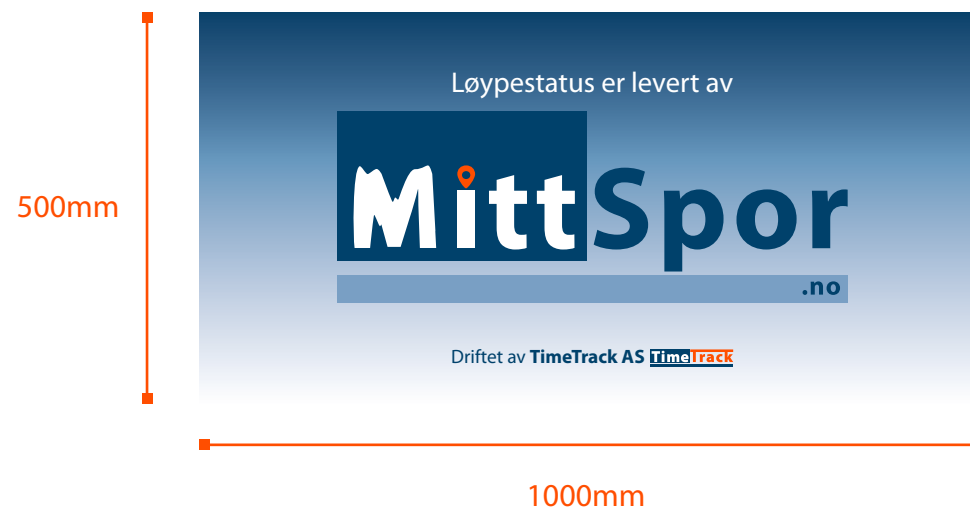 Løypestatus er levert av
MittSpor
.no
500mm
Driftet av TimeTrack AS TimeTrack
1000mm